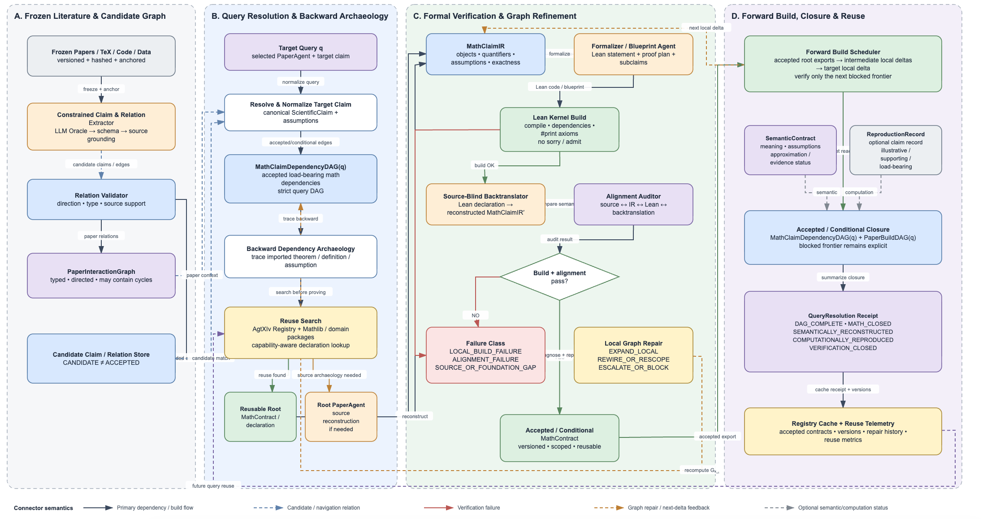 A. Frozen Literature & Candidate Graph
Frozen Papers / TeX / Code / Data
versioned + hashed + anchored
freeze + anchor
Constrained Claim & Relation
Extractor
LLM Oracle → schema → source
grounding
candidate claims / edges
Relation Validator
direction • type • source support
paper relations
PaperInteractionGraph
typed • directed • may contain cycles
paper context
Candidate Claim / Relation Store
CANDIDATE ≠ ACCEPTED
candidate match
B. Query Resolution & Backward Archaeology
Target Query q
selected PaperAgent + target claim
normalize query
Resolve & Normalize Target Claim
canonical ScientificClaim +
assumptions
accepted/conditional edges
MathClaimDependencyDAG(q)
accepted load-bearing math
dependencies
strict query DAG
trace backward
Backward Dependency Archaeology
trace imported theorem / definition /
assumption
search before proving
Reuse Search
AgtXIv Registry + Mathlib / domain
packages
capability-aware declaration lookup
reuse found
source archaeology needed
Reusable Root
MathContract /
declaration
Root PaperAgent
source
reconstruction
if needed
reconstruct
future query reuse
C. Formal Verification & Graph Refinement
MathClaimIR
objects • quantifiers •
assumptions • exactness
formalize
Formalizer / Blueprint Agent
Lean statement + proof plan +
subclaims
Lean code / blueprint
Lean Kernel Build
compile • dependencies •
#print axioms
no sorry / admit
build OK
Source-Blind Backtranslator
Lean declaration →
reconstructed MathClaimIR′
Alignment Auditor
source ↔ IR ↔ Lean ↔
backtranslation
audit result
Build + alignment
pass?
NO
Failure Class
LOCAL_BUILD_FAILURE
ALIGNMENT_FAILURE
SOURCE_OR_FOUNDATION_GAP
Local Graph Repair
EXPAND_LOCAL
REWIRE_OR_RESCOPE
ESCALATE_OR_BLOCK
Accepted / Conditional
MathContract
versioned • scoped • reusable
accepted export
recompute
next local delta
D. Forward Build, Closure & Reuse
Forward Build Scheduler
accepted root exports → intermediate local deltas
→ target local delta
verify only the next blocked frontier
SemanticContract
meaning • assumptions
approximation /
evidence status
ReproductionRecord
optional claim record
illustrative /
supporting /
load-bearing
semantic
computation
Accepted / Conditional Closure
MathClaimDependencyDAG(q) + PaperBuildDAG(q)
blocked frontier remains explicit
summarize closure
QueryResolution Receipt
DAG_COMPLETE • MATH_CLOSED
SEMANTICALLY_RECONSTRUCTED
COMPUTATIONALLY_REPRODUCED
VERIFICATION_CLOSED
cache receipt + versions
Registry Cache + Reuse Telemetry
accepted contracts • versions • repair history •
reuse metrics
Connector semantics
Primary dependency / build flow
Candidate / navigation relation
Verification failure
Graph repair / next-delta feedback
Optional semantic/computation status